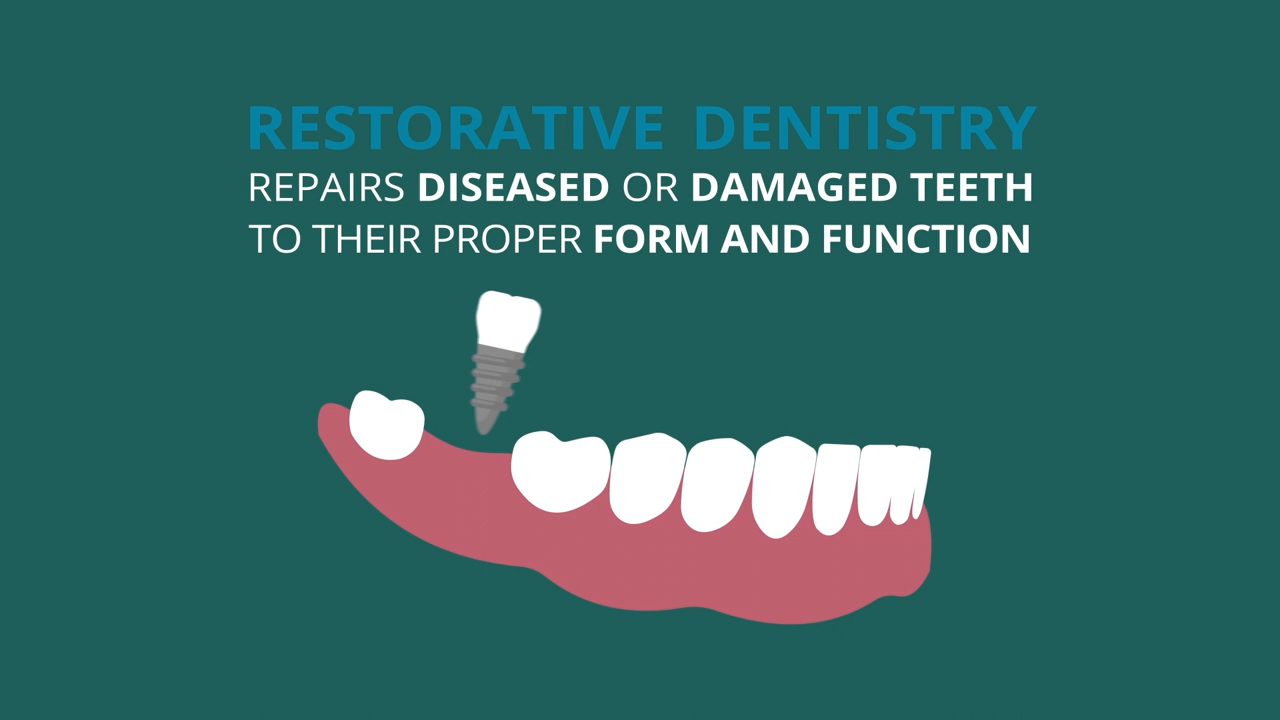 RESTORATIVE DENTISTRY
REPAIRS DISEASED OR DAMAGED TEETH
TO THEIR PROPER FORM AND FUNCTION